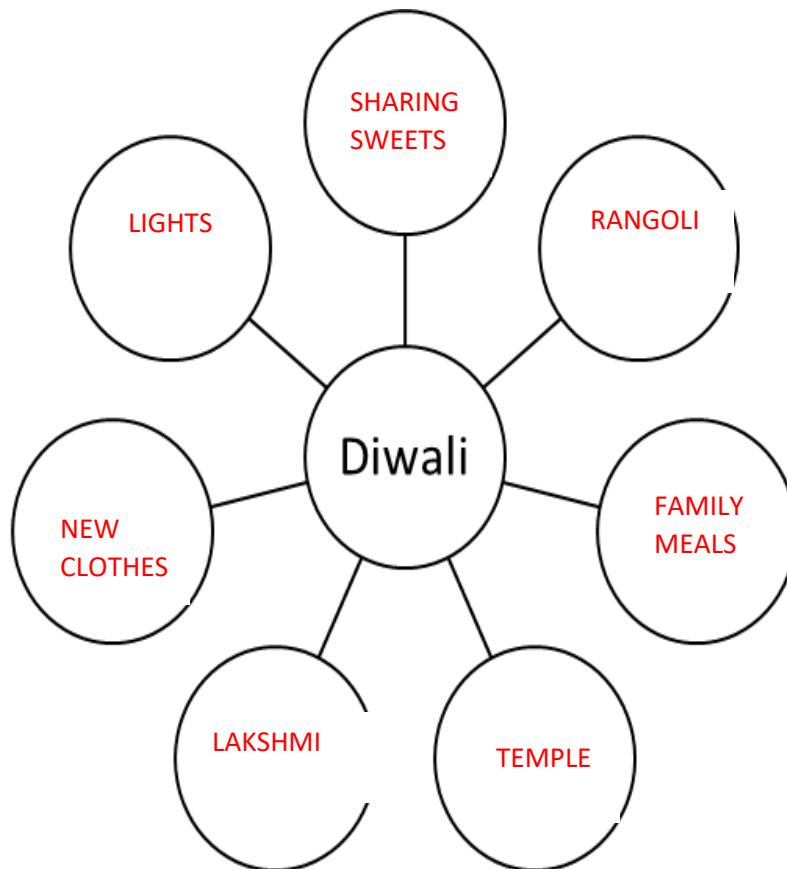 SHARING
SWEETS
LIGHTS
RANGOLI
Diwali
NEW
CLOTHES
FAMILY
MEALS
LAKSHMI
TEMPLE